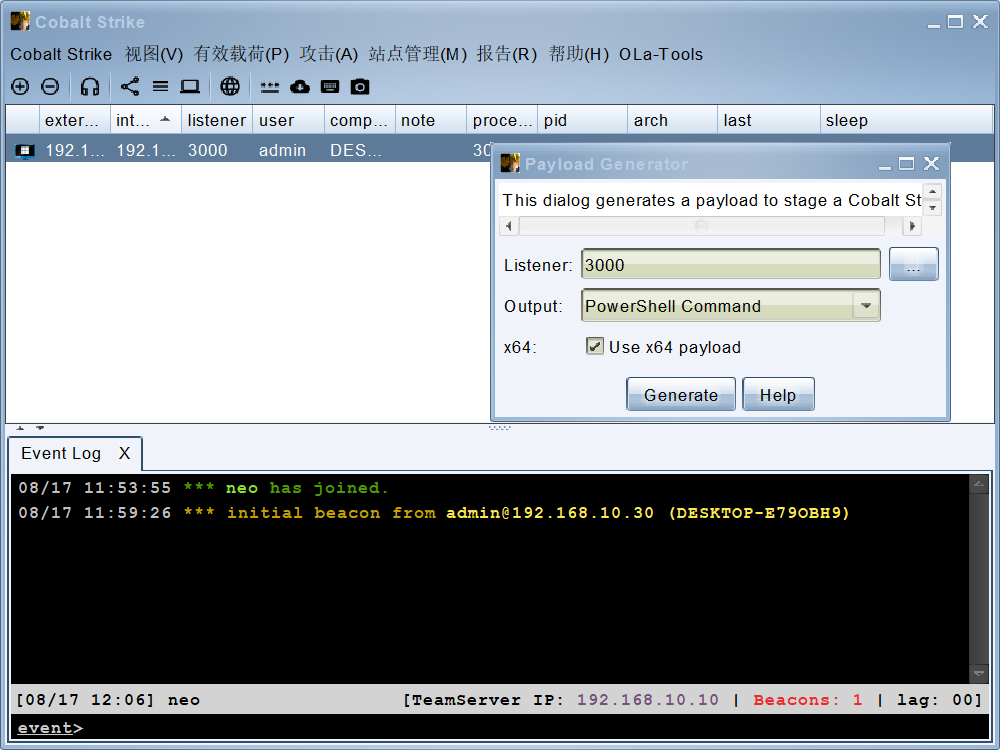 Cobalt Strike
Cobalt Strike 视图(V) 有效载荷(P) 攻击(A) 站点管理(M) 报告(R) 帮助(H) OLa-Tools
exter... int... listener user comp... note proce... pid arch last sleep
192.1... 192.1... 3000 admin DES... 30
Payload Generator
This dialog generates a payload to stage a Cobalt St
Listener: 3000 ...
Output: PowerShell Command
x64: Use x64 payload
Generate Help
Event Log X
08/17 11:53:55 *** neo has joined.
08/17 11:59:26 *** initial beacon from admin@192.168.10.30 (DESKTOP-E79OBH9)
[08/17 12:06] neo [TeamServer IP: 192.168.10.10 | Beacons: 1 | lag: 00]
event>